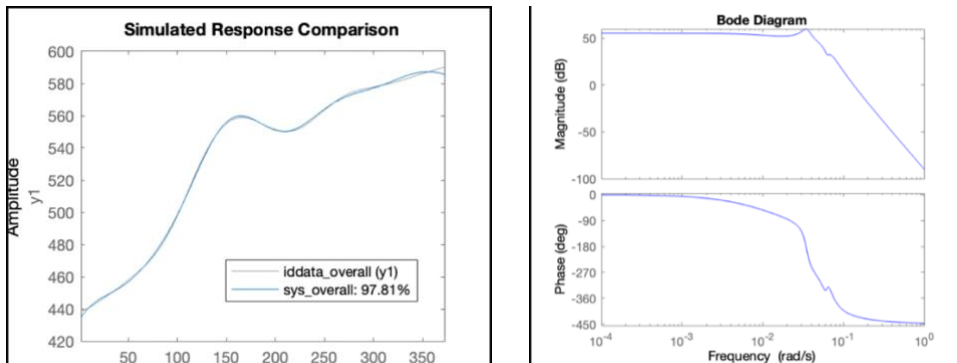 Simulated Response Comparison
600
580
560
540
520
500
480
460
440
420
Amplitude
y1
iddata_overall (y1)
sys_overall: 97.81%
50 100 150 200 250 300 350
Bode Diagram
50
0
-50
-100
Magnitude (dB)
0
-90
-180
-270
-360
-450
Phase (deg)
10⁻⁴ 10⁻³ 10⁻² 10⁻¹ 10⁰
Frequency (rad/s)